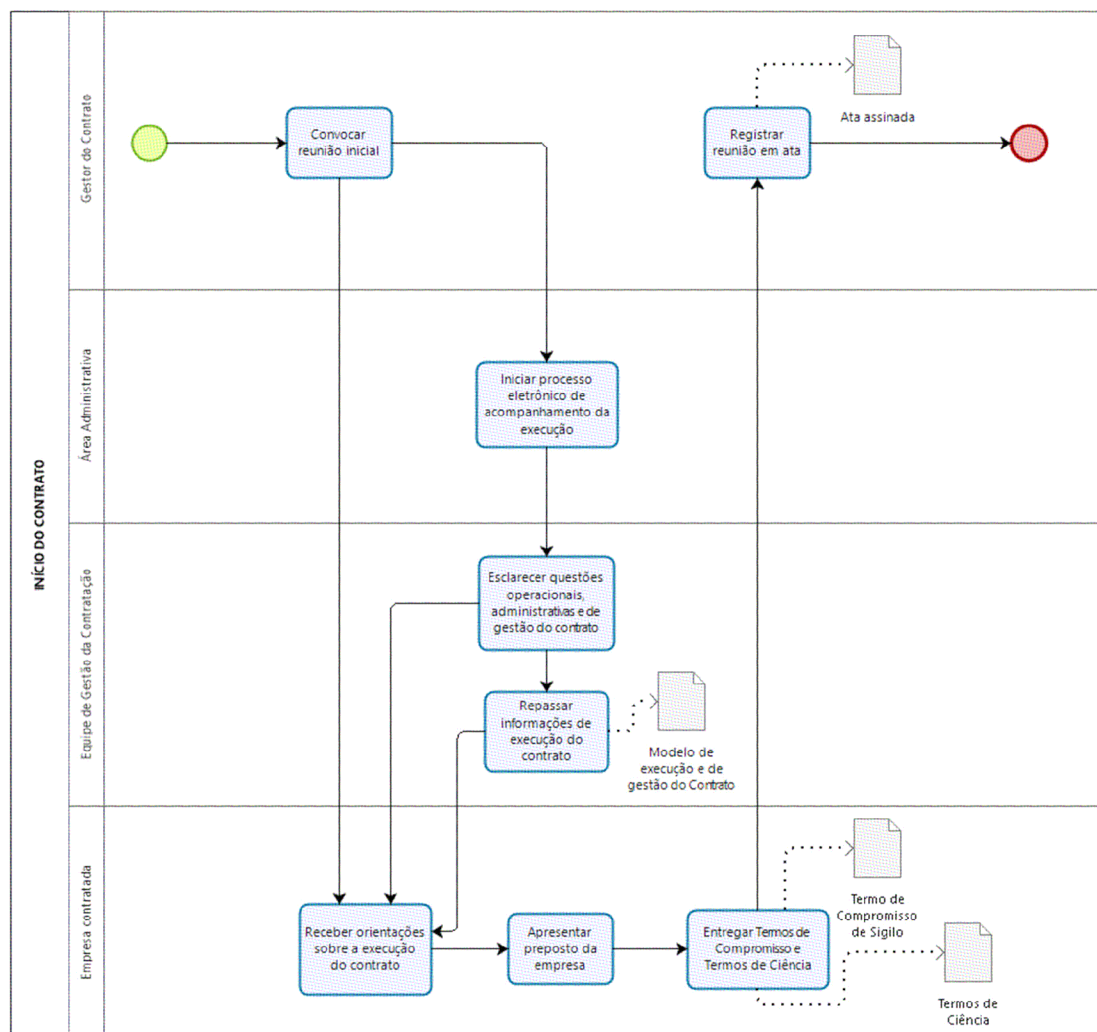 INÍCIO DO CONTRATO
Gestor do Contrato
Convocar
reunião inicial
Registrar
reunião em ata
Ata assinada
Área Administrativa
Iniciar processo
eletrônico de
acompanhamento da
execução
Equipe de Gestão da Contratação
Esclarecer questões
operacionais,
administrativas e de
gestão do contrato
Repassar
informações de
execução do
contrato
Modelo de
execução e de
gestão do Contrato
Empresa contratada
Receber orientações
sobre a execução
do contrato
Apresentar
preposto da
empresa
Entregar Termos de
Compromisso e
Termos de Ciência
Termo de
Compromisso
de Sigilo
Termos de
Ciência